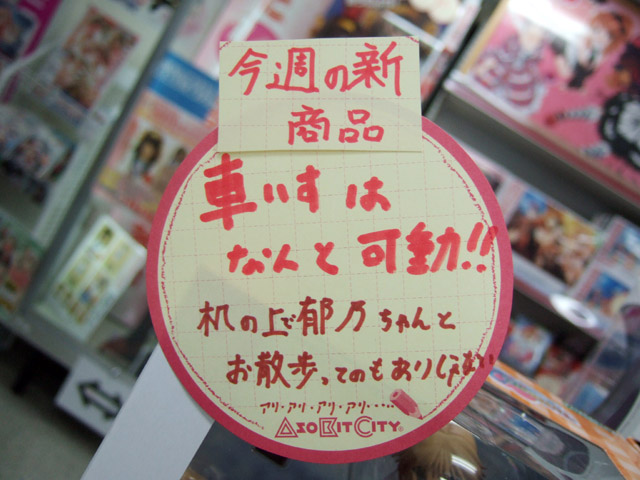 今週の新
商品
車いすは
なんと可動!!
机の上で郁乃ちゃんと
お散歩ってのもあり
アリ・アリ・アリ・アリ・・・・・
ASOBIT CITY